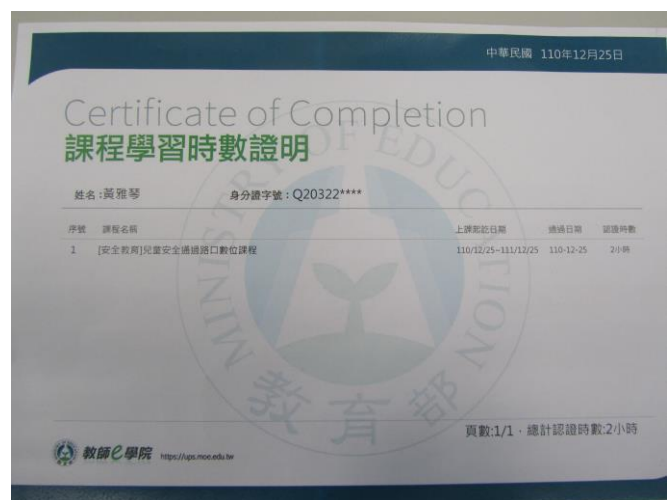 中華民國 110年12月25日
Certificate of Completion
課程學習時數證明
姓名:黃雅琴 身分證字號:Q20322****
序號 課程名稱 上課起訖日期 通過日期 認證時數
1 [安全教育]兒童安全通過路口數位課程 110/12/25~111/12/25 110-12-25 2小時
MINISTRY OF EDUCATION
教育部
頁數:1/1,總計認證時數:2小時
教師e學院 https://ups.moe.edu.tw